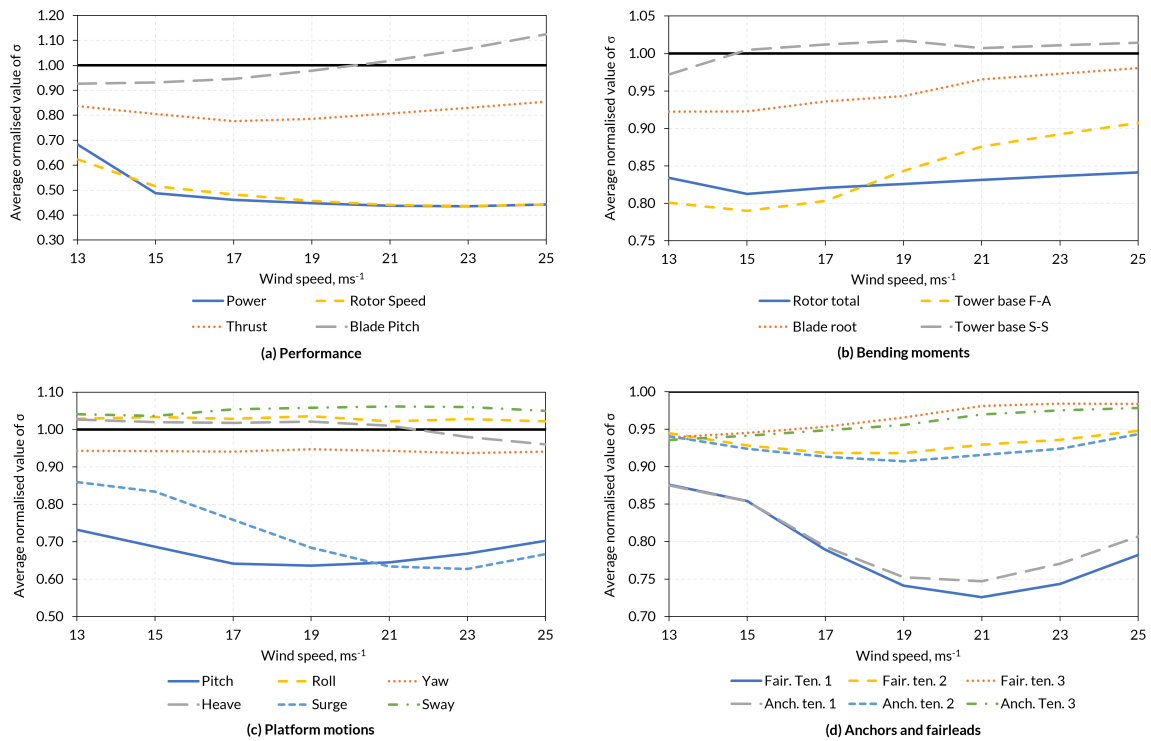 Average normalised value of σ
1.20
1.10
1.00
0.90
0.80
0.70
0.60
0.50
0.40
0.30
13 15 17 19 21 23 25
Wind speed, ms-1
Power Rotor Speed
Thrust Blade Pitch
(a) Performance
Average normalised value of σ
1.05
1.00
0.95
0.90
0.85
0.80
0.75
13 15 17 19 21 23 25
Wind speed, ms-1
Rotor total Tower base F-A
Blade root Tower base S-S
(b) Bending moments
Average normalised value of σ
1.10
1.00
0.90
0.80
0.70
0.60
0.50
13 15 17 19 21 23 25
Wind speed, ms-1
Pitch Roll Yaw
Heave Surge Sway
(c) Platform motions
Average normalised value of σ
1.00
0.95
0.90
0.85
0.80
0.75
0.70
13 15 17 19 21 23 25
Wind speed, ms-1
Fair. Ten. 1 Fair. ten. 2 Fair. ten. 3
Anch. ten. 1 Anch. ten. 2 Anch. Ten. 3
(d) Anchors and fairleads